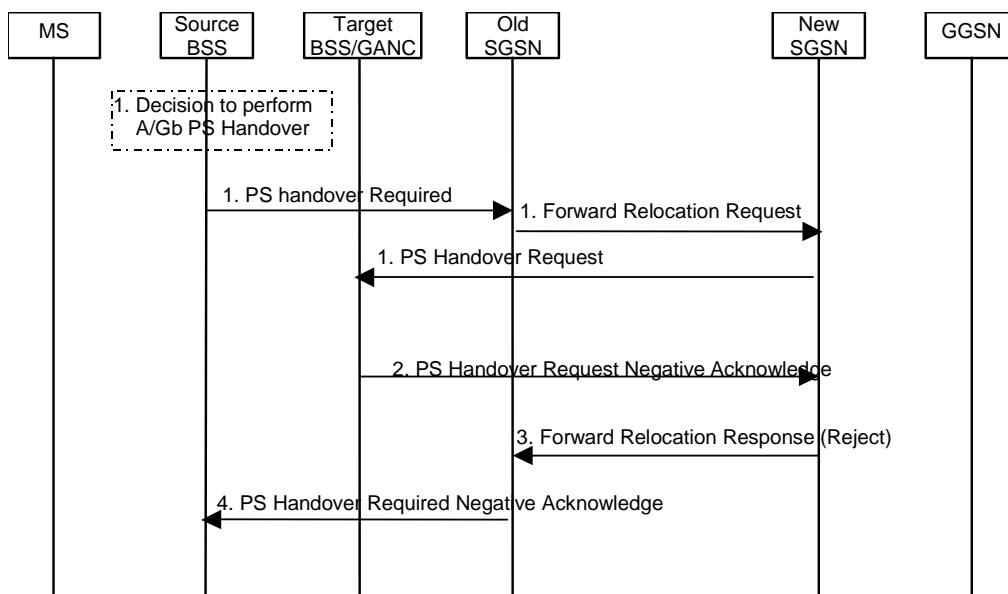 MS
Source
BSS
Target
BSS/GANC
Old
SGSN
New
SGSN
GGSN
1. Decision to perform
A/Gb PS Handover
1. PS handover Required
1. Forward Relocation Request
1. PS Handover Request
2. PS Handover Request Negative Acknowledge
3. Forward Relocation Response (Reject)
4. PS Handover Required Negative Acknowledge